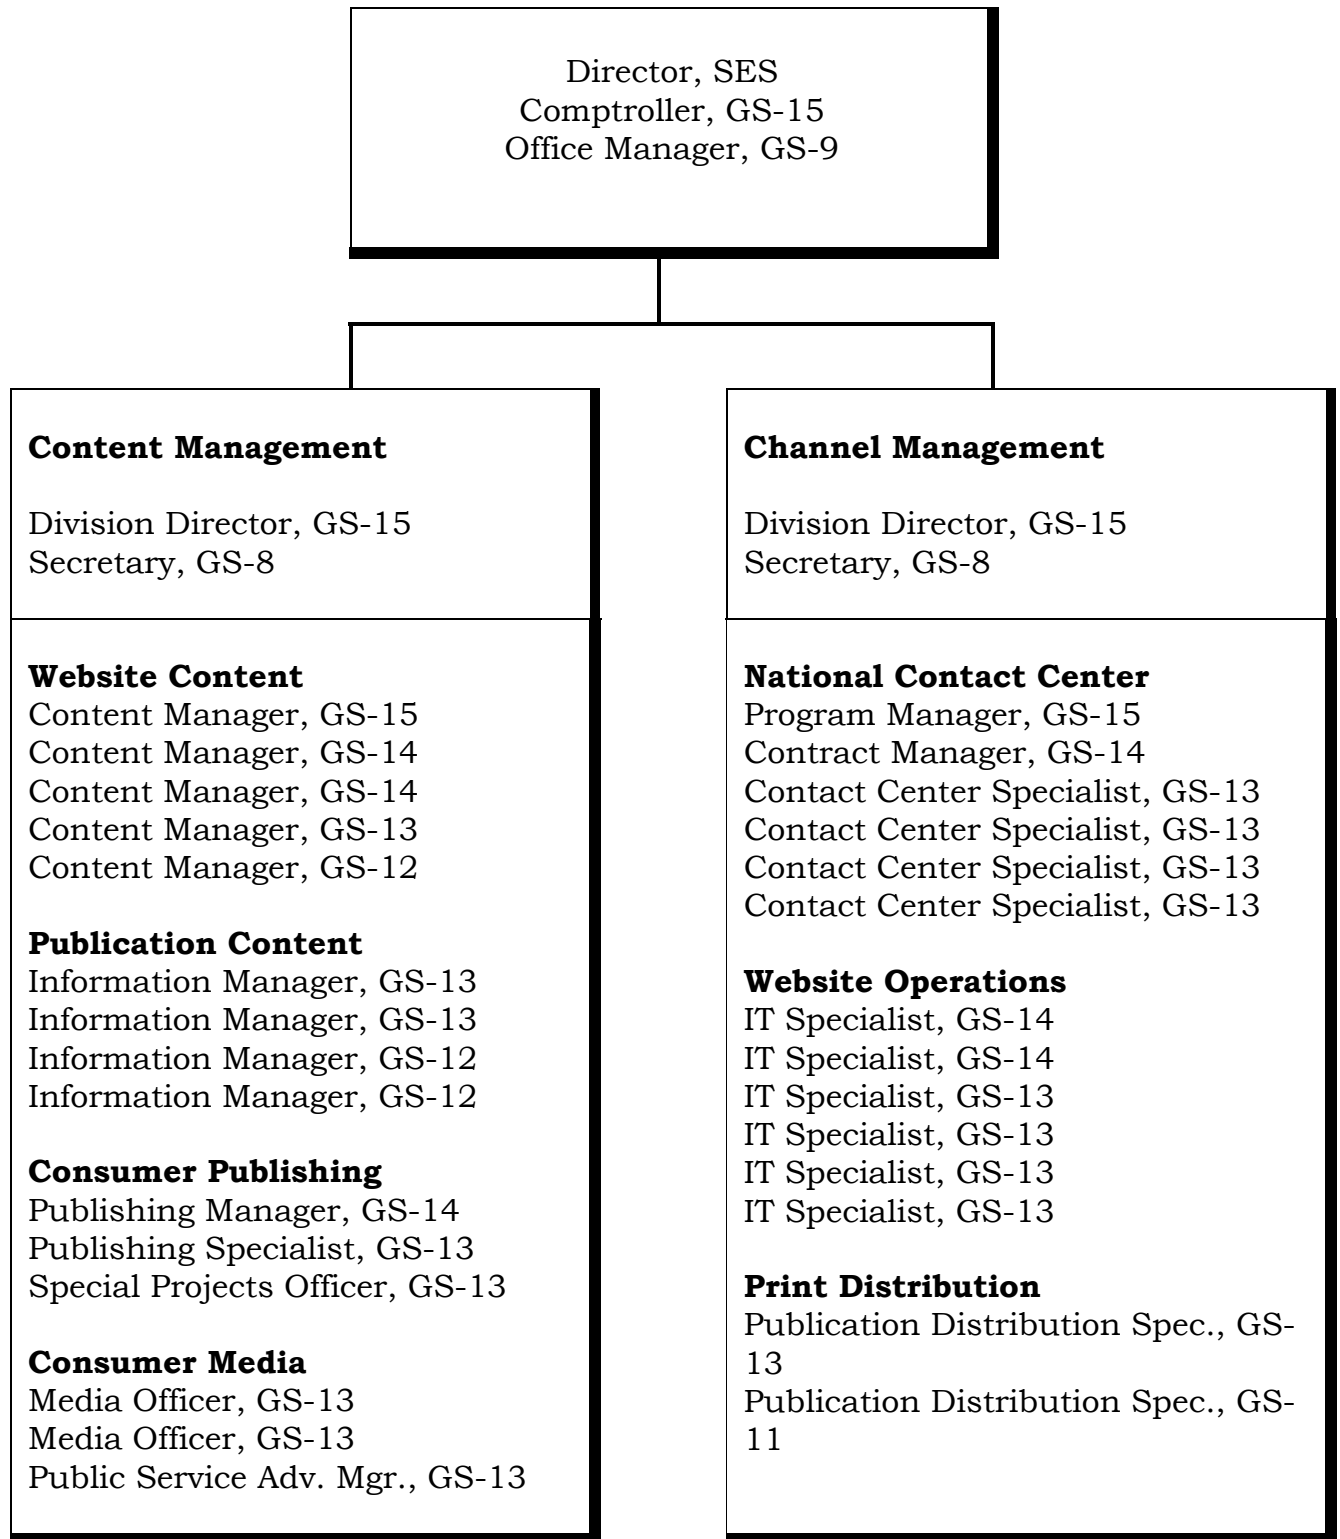 Director, SES
Comptroller, GS-15
Office Manager, GS-9
Content Management
Division Director, GS-15
Secretary, GS-8
Website Content
Content Manager, GS-15
Content Manager, GS-14
Content Manager, GS-14
Content Manager, GS-13
Content Manager, GS-12
Publication Content
Information Manager, GS-13
Information Manager, GS-13
Information Manager, GS-12
Information Manager, GS-12
Consumer Publishing
Publishing Manager, GS-14
Publishing Specialist, GS-13
Special Projects Officer, GS-13
Consumer Media
Media Officer, GS-13
Media Officer, GS-13
Public Service Adv. Mgr., GS-13
Channel Management
Division Director, GS-15
Secretary, GS-8
National Contact Center
Program Manager, GS-15
Contract Manager, GS-14
Contact Center Specialist, GS-13
Contact Center Specialist, GS-13
Contact Center Specialist, GS-13
Contact Center Specialist, GS-13
Website Operations
IT Specialist, GS-14
IT Specialist, GS-14
IT Specialist, GS-13
IT Specialist, GS-13
IT Specialist, GS-13
IT Specialist, GS-13
Print Distribution
Publication Distribution Spec., GS-
13
Publication Distribution Spec., GS-
11